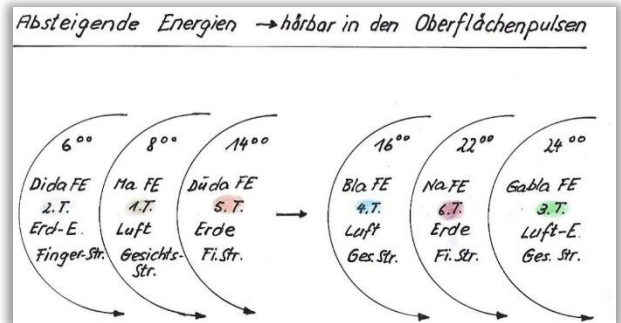 Absteigende Energien → hörbar in den Oberflächenpulsen
6⁰⁰ 8⁰⁰ 14⁰⁰ → 16⁰⁰ 22⁰⁰ 24⁰⁰
Dida FE Ma FE Düda FE Bla FE Na FE Gabla FE
2.T. 1.T. 5.T. 4.T. 6.T. 3.T.
Erd-E. Luft Erde Luft Erde Luft-E.
Finger-Str. Gesichts- Fi.Str. Ges.Str. Fi.Str. Ges.Str.
Str.